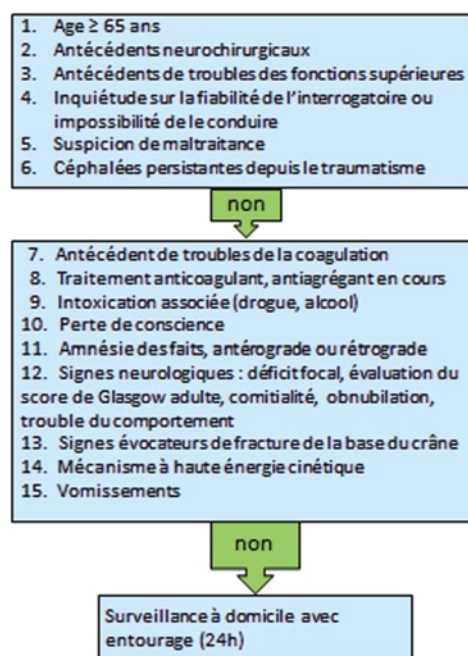 1. Age ≥ 65 ans
2. Antécédents neurochirurgicaux
3. Antécédents de troubles des fonctions supérieures
4. Inquiétude sur la fiabilité de l'interrogatoire ou
impossibilité de le conduire
5. Suspicion de maltraitance
6. Céphalées persistantes depuis le traumatisme
non
7. Antécédent de troubles de la coagulation
8. Traitement anticoagulant, antiagrégant en cours
9. Intoxication associée (drogue, alcool)
10. Perte de conscience
11. Amnésie des faits, antérograde ou rétrograde
12. Signes neurologiques : déficit focal, évaluation du
score de Glasgow adulte, comitialité, obnubilation,
trouble du comportement
13. Signes évocateurs de fracture de la base du crâne
14. Mécanisme à haute énergie cinétique
15. Vomissements
non
Surveillance à domicile avec
entourage (24h)